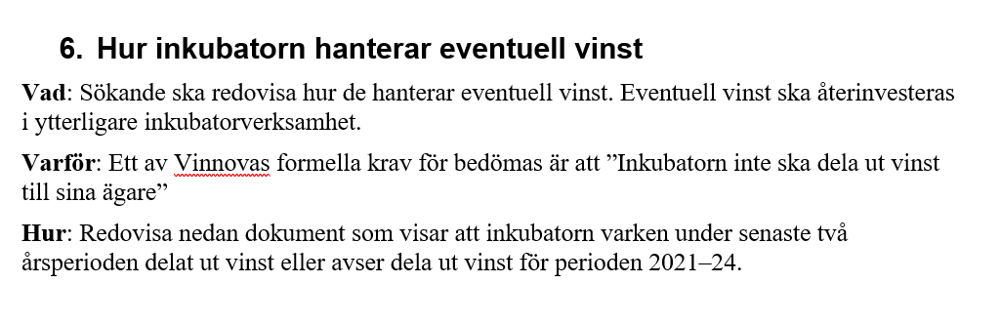 6. Hur inkubatorn hanterar eventuell vinst
Vad: Sökande ska redovisa hur de hanterar eventuell vinst. Eventuell vinst ska återinvesteras
i ytterligare inkubatorverksamhet.
Varför: Ett av Vinnovas formella krav för bedömas är att ”Inkubatorn inte ska dela ut vinst
till sina ägare”
Hur: Redovisa nedan dokument som visar att inkubatorn varken under senaste två
årsperioden delat ut vinst eller avser dela ut vinst för perioden 2021–24.